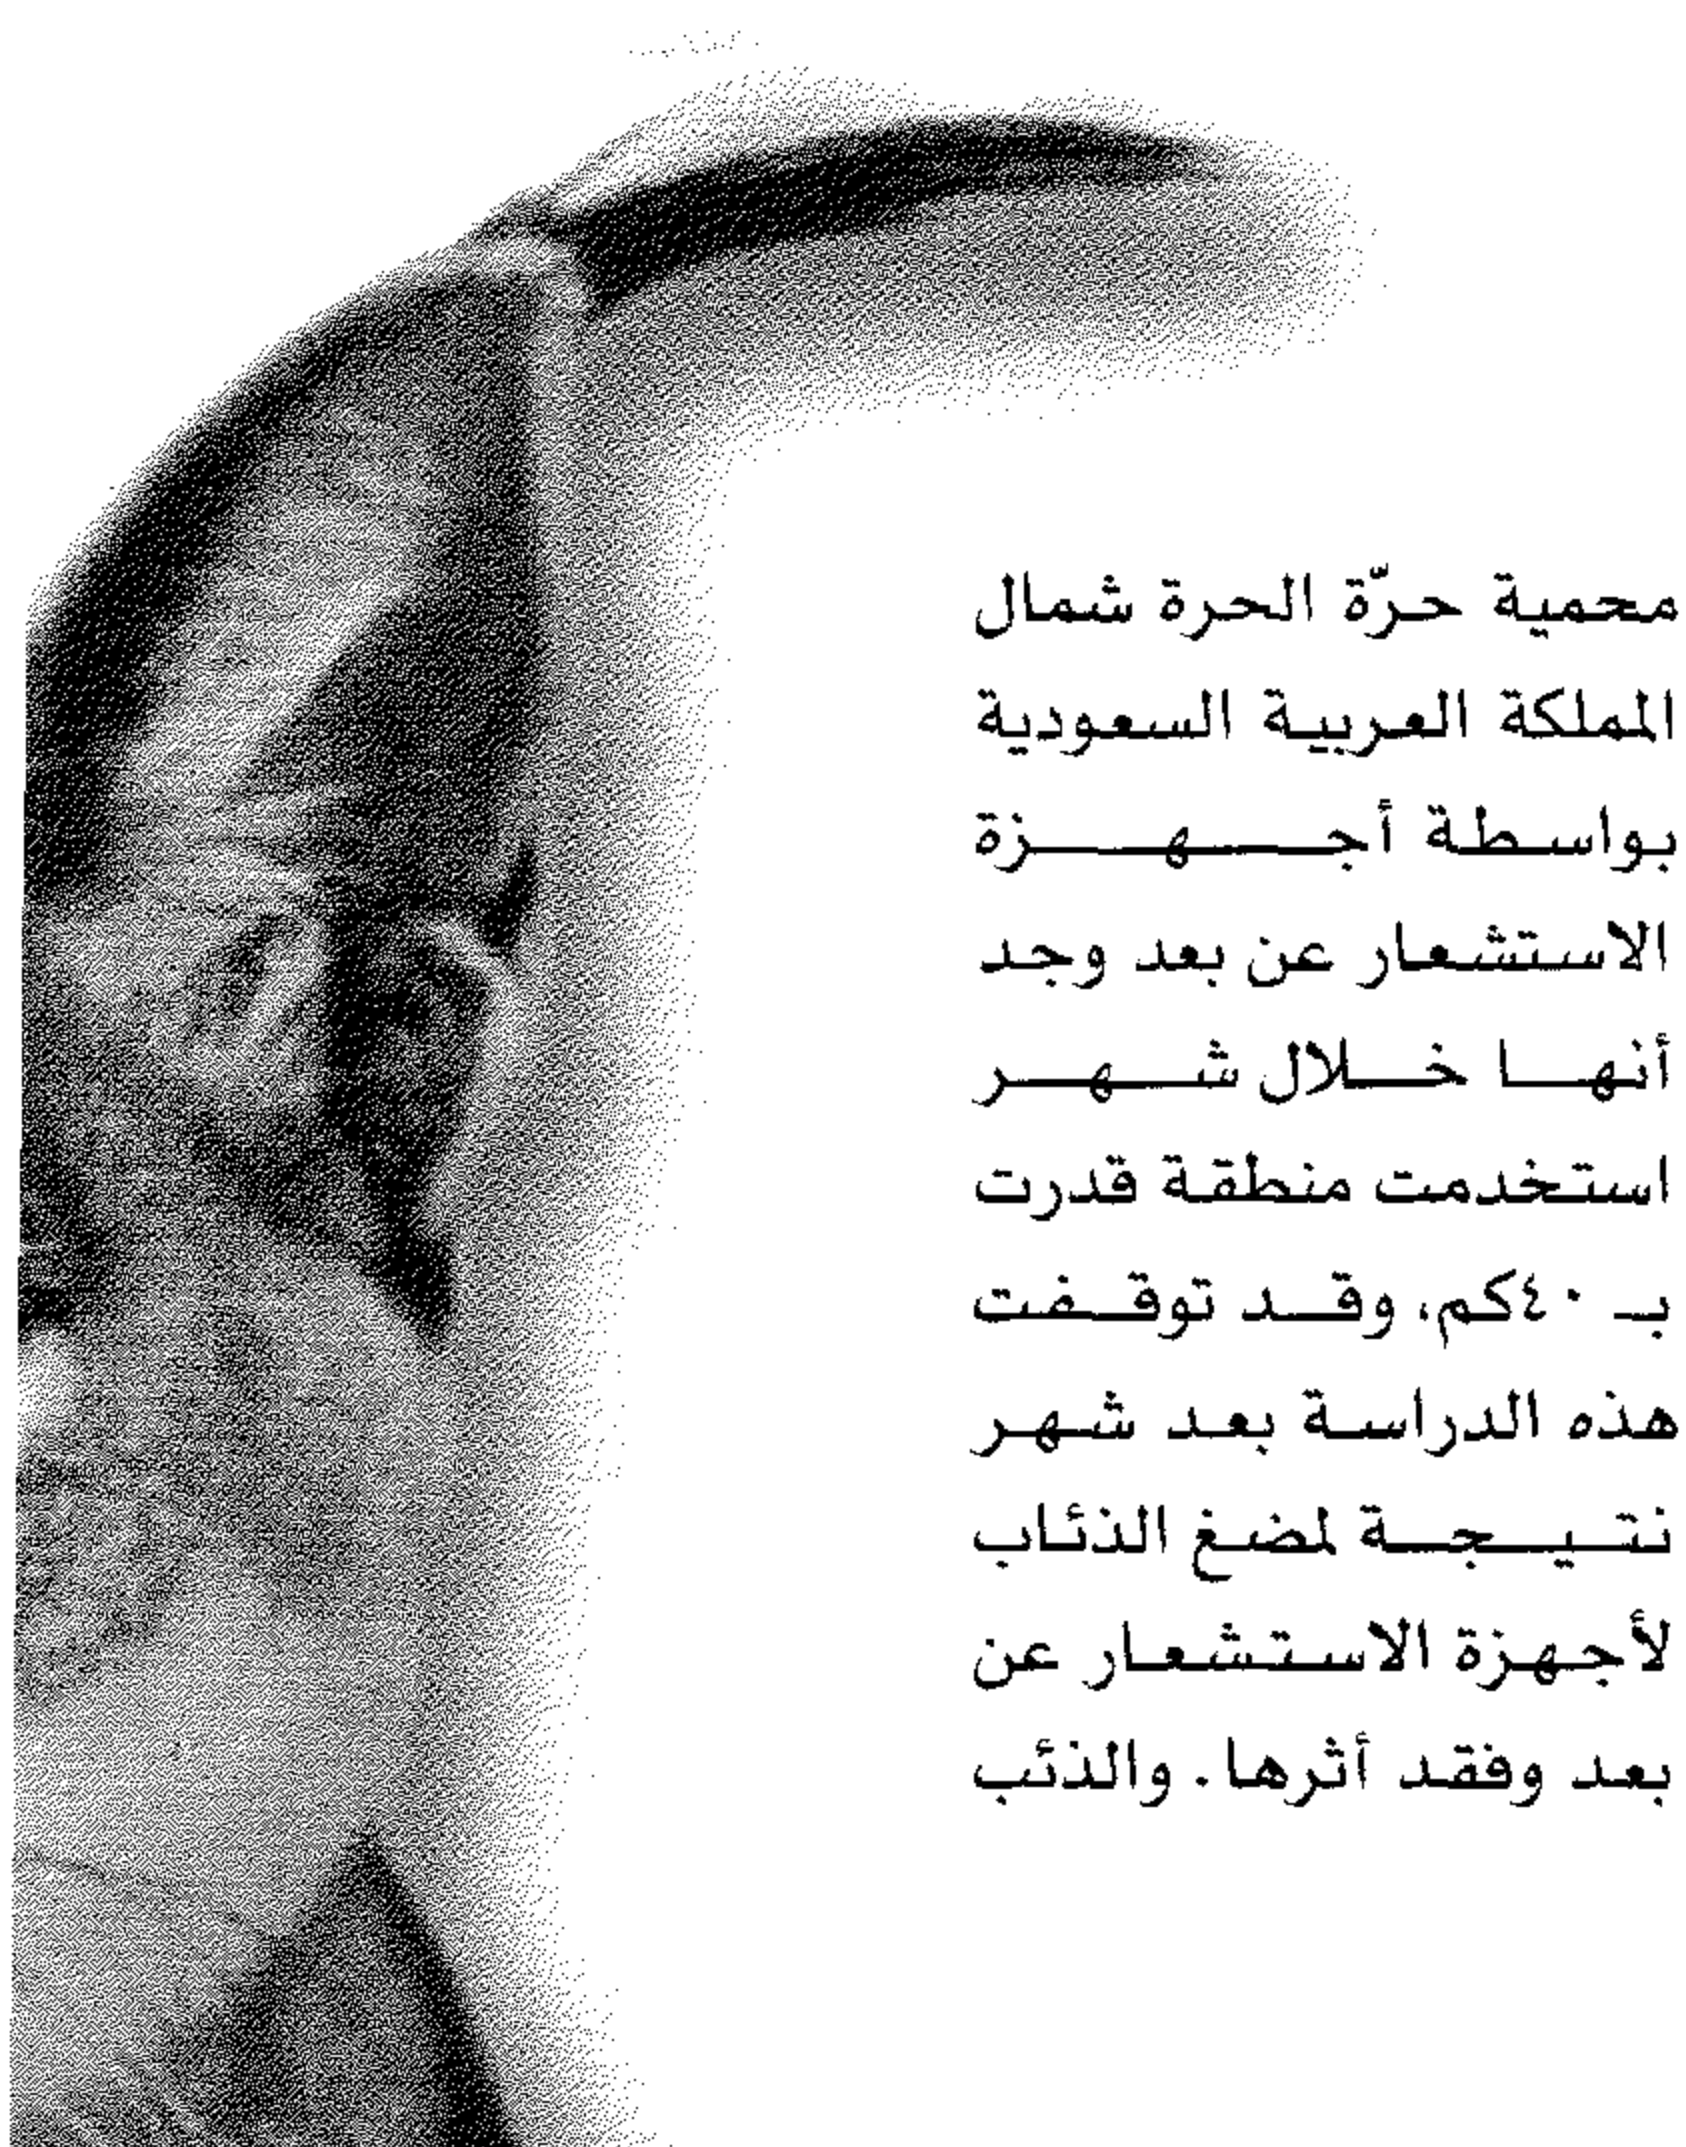 محمية حرّة الحرة شمال
المملكة العربية السعودية
بواسطة أجهزة
الاستشعار عن بعد وجد
أنها خلال شهر
استخدمت منطقة قدرت
بـ ٤٠كم، وقد توقفت
هذه الدراسة بعد شهر
نتيجة لمضغ الذئاب
لأجهزة الاستشعار عن
بعد وفقد أثرها. والذئب